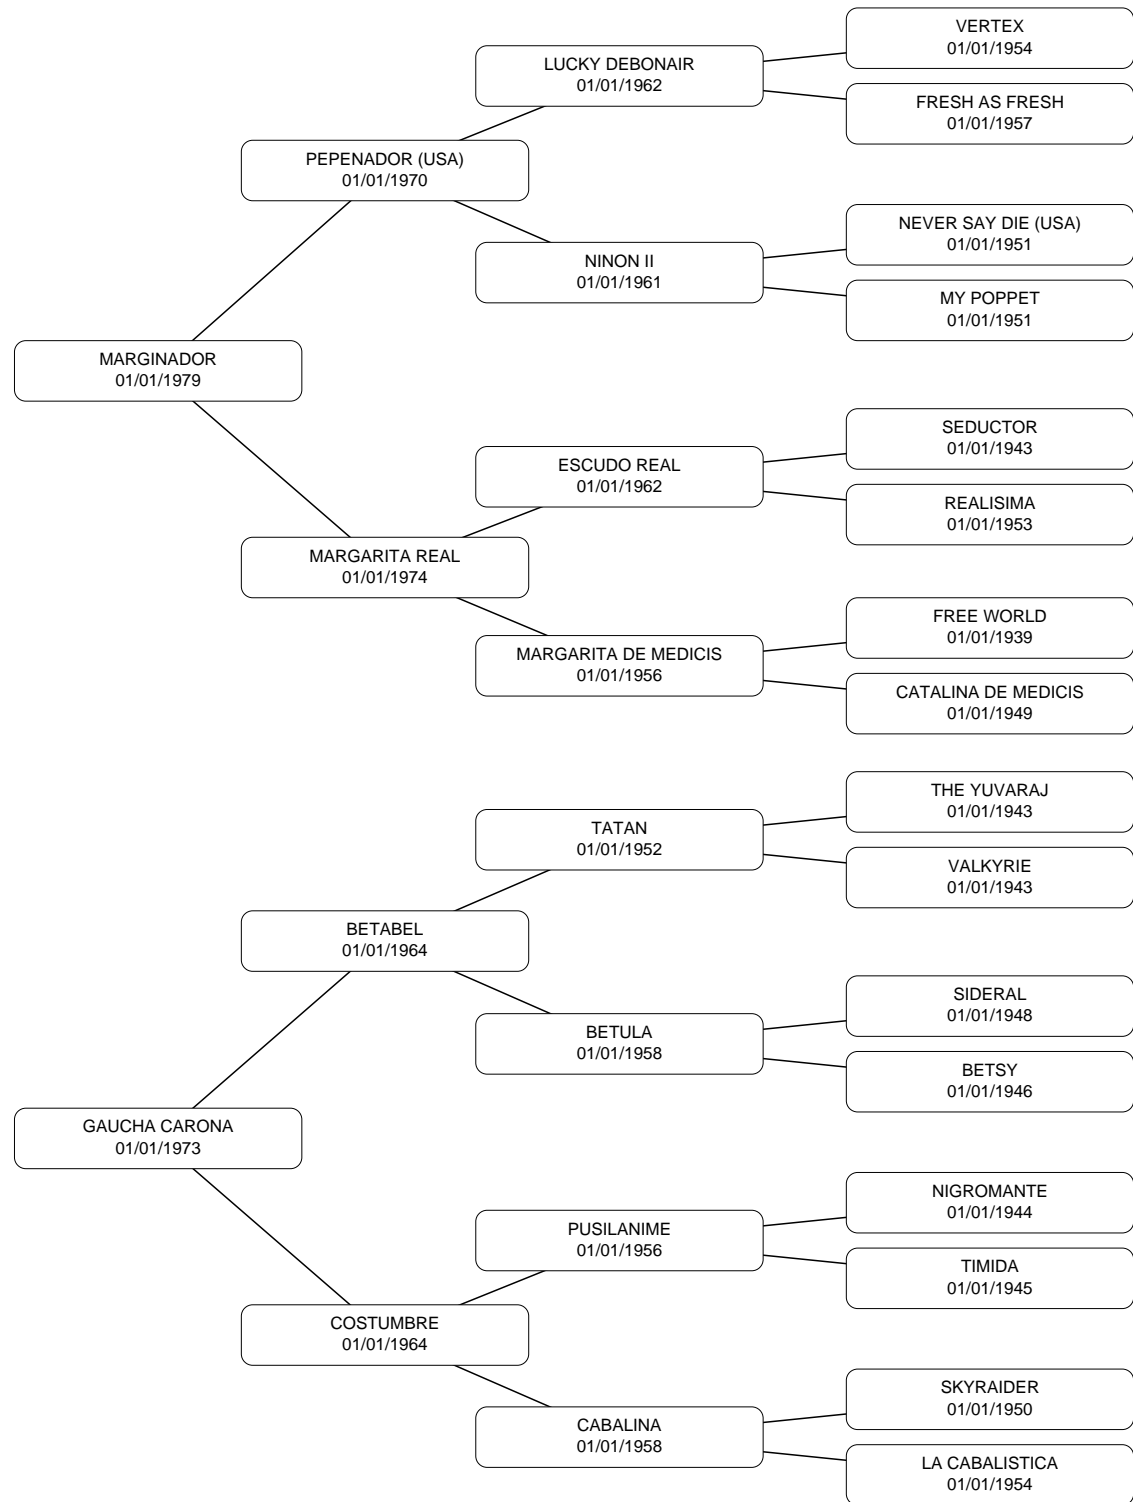 VERTEX
01/01/1954
LUCKY DEBONAIR
01/01/1962
FRESH AS FRESH
01/01/1957
PEPENADOR (USA)
01/01/1970
NEVER SAY DIE (USA)
01/01/1951
NINON II
01/01/1961
MY POPPET
01/01/1951
MARGINADOR
01/01/1979
SEDUCTOR
01/01/1943
ESCUDO REAL
01/01/1962
REALISIMA
01/01/1953
MARGARITA REAL
01/01/1974
FREE WORLD
01/01/1939
MARGARITA DE MEDICIS
01/01/1956
CATALINA DE MEDICIS
01/01/1949
THE YUVARAJ
01/01/1943
TATAN
01/01/1952
VALKYRIE
01/01/1943
BETABEL
01/01/1964
SIDERAL
01/01/1948
BETULA
01/01/1958
BETSY
01/01/1946
GAUCHA CARONA
01/01/1973
NIGROMANTE
01/01/1944
PUSILANIME
01/01/1956
TIMIDA
01/01/1945
COSTUMBRE
01/01/1964
SKYRAIDER
01/01/1950
CABALINA
01/01/1958
LA CABALISTICA
01/01/1954